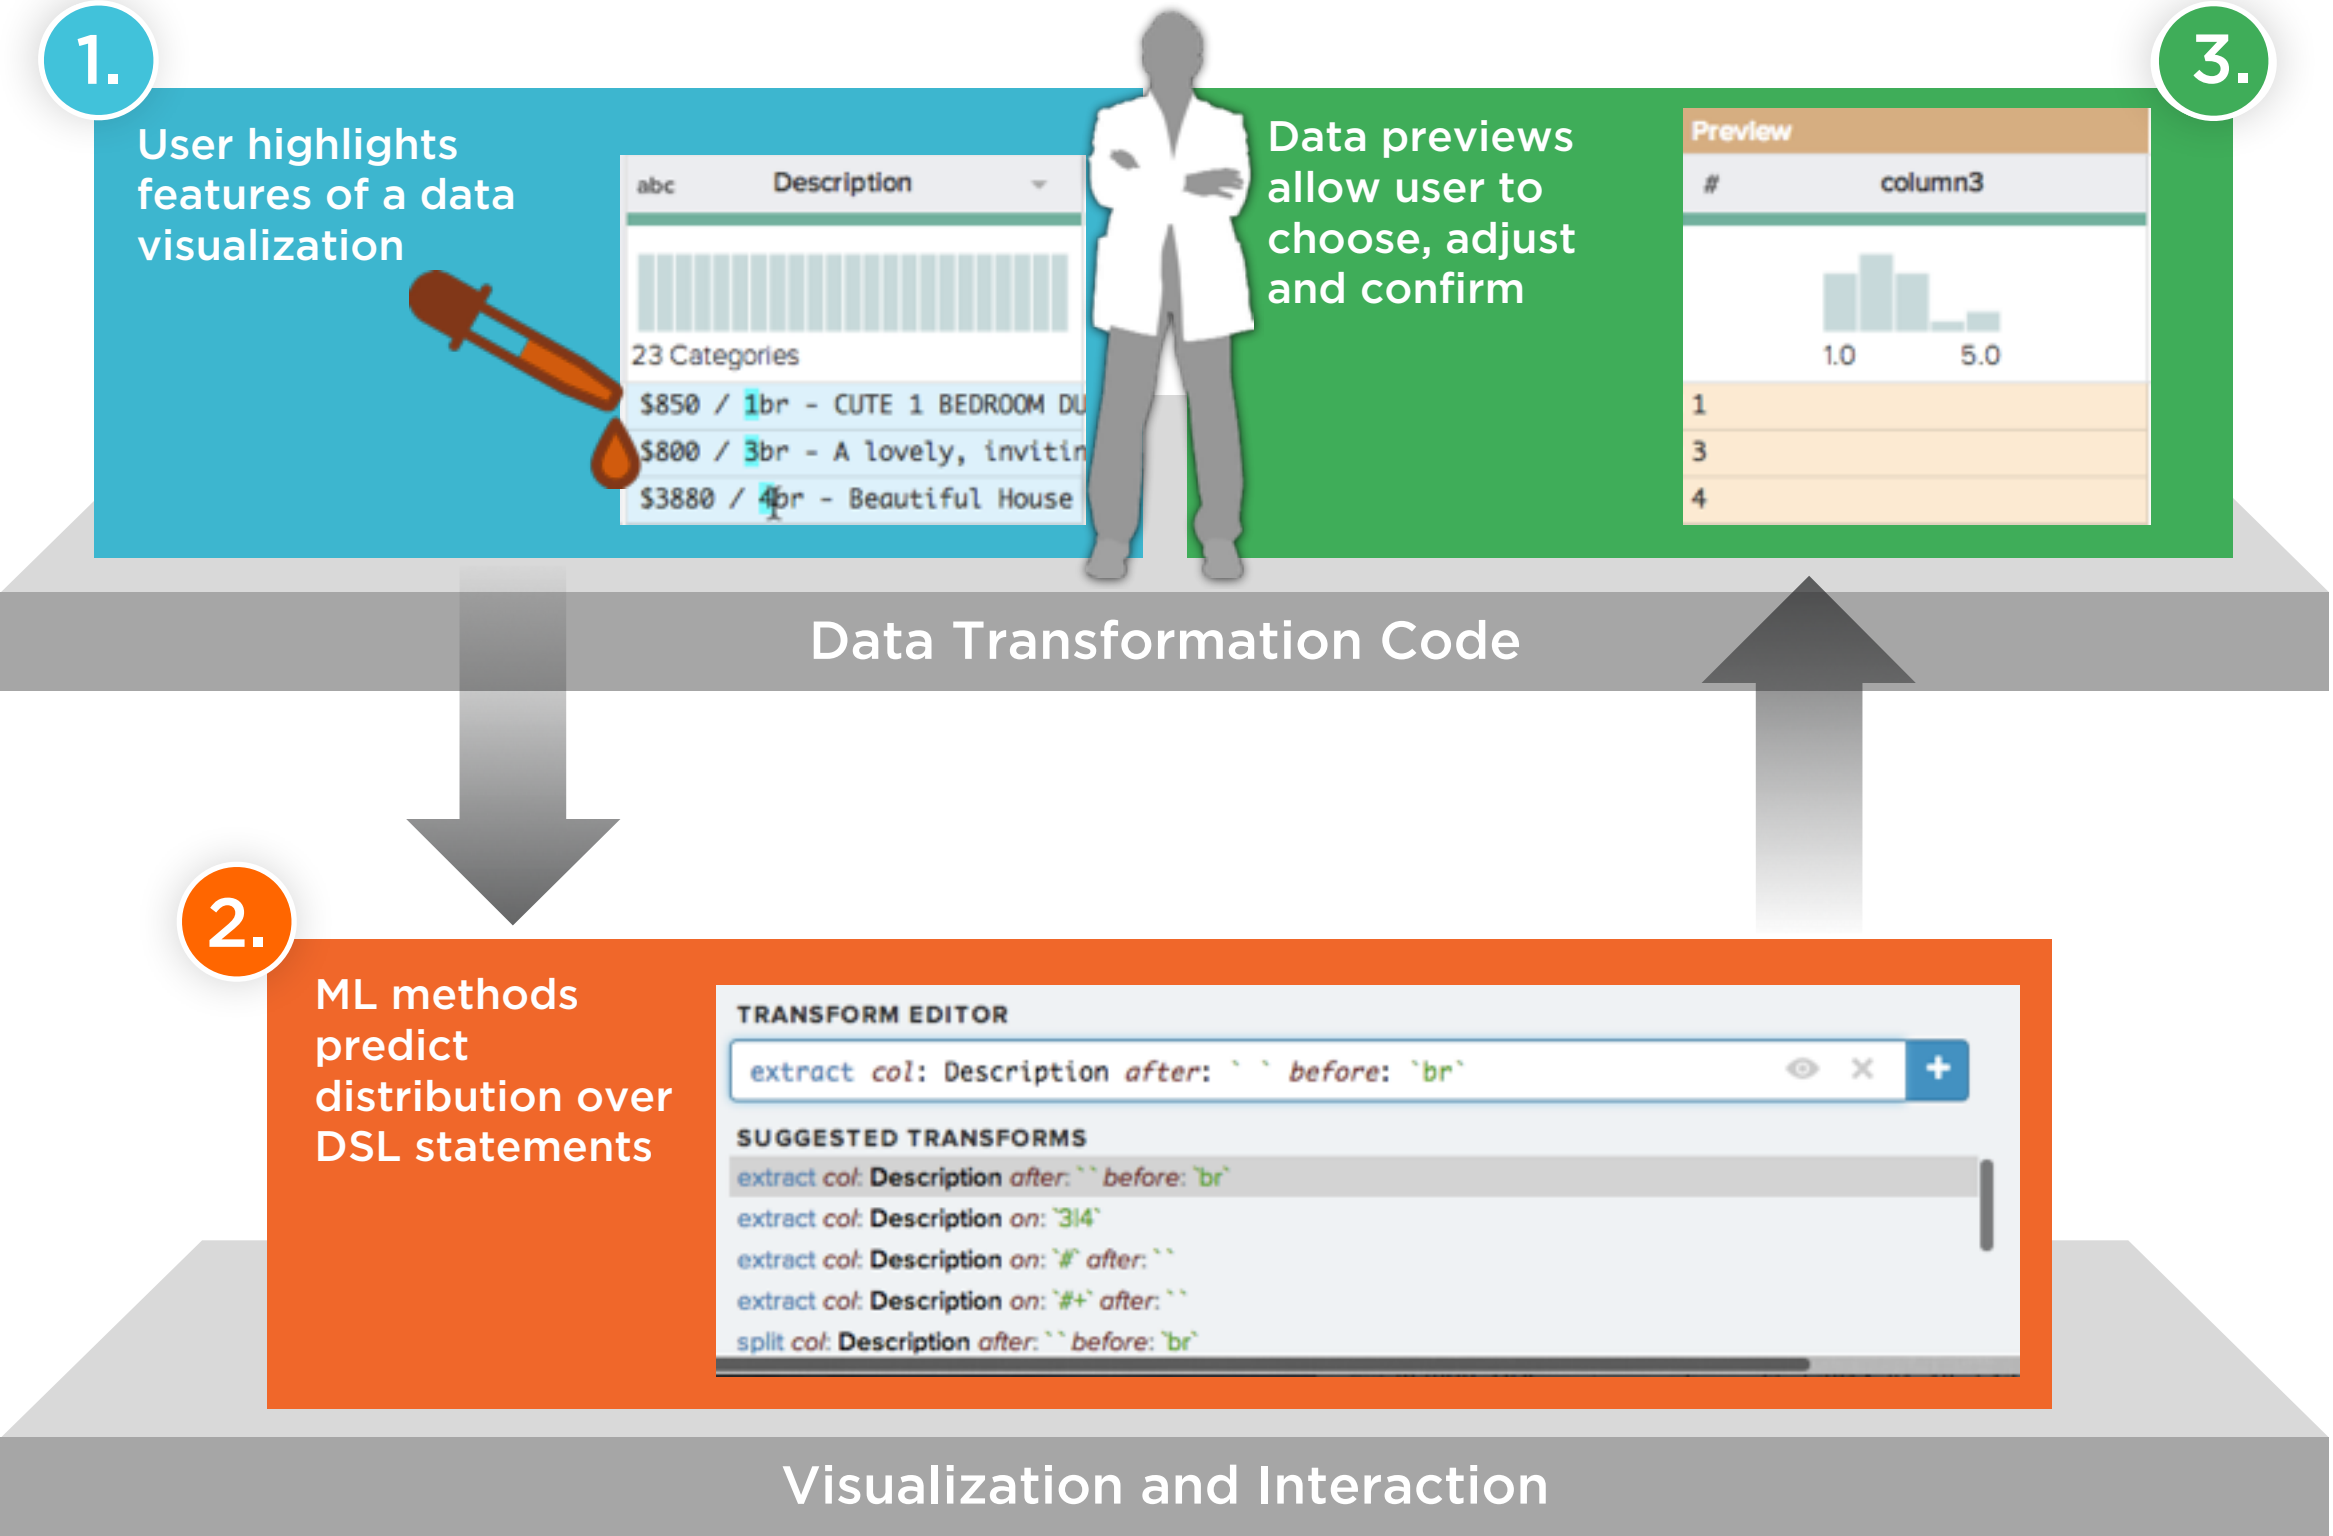 1.
User highlights
features of a data
visualization
abc Description
23 Categories
$850 / 1br - CUTE 1 BEDROOM DU
$800 / 3br - A lovely, invitin
$3880 / 4br - Beautiful House
3.
Data previews
allow user to
choose, adjust
and confirm
Preview
# column3
1.0 5.0
1
3
4
Data Transformation Code
2.
ML methods
predict
distribution over
DSL statements
TRANSFORM EDITOR
extract col: Description after: ` ` before: `br`
+
SUGGESTED TRANSFORMS
extract col: Description after: ` ` before: `br`
extract col: Description on: `3|4`
extract col: Description on: `#` after: ` `
extract col: Description on: `#+` after: ` `
split col: Description after: ` ` before: `br`
Visualization and Interaction